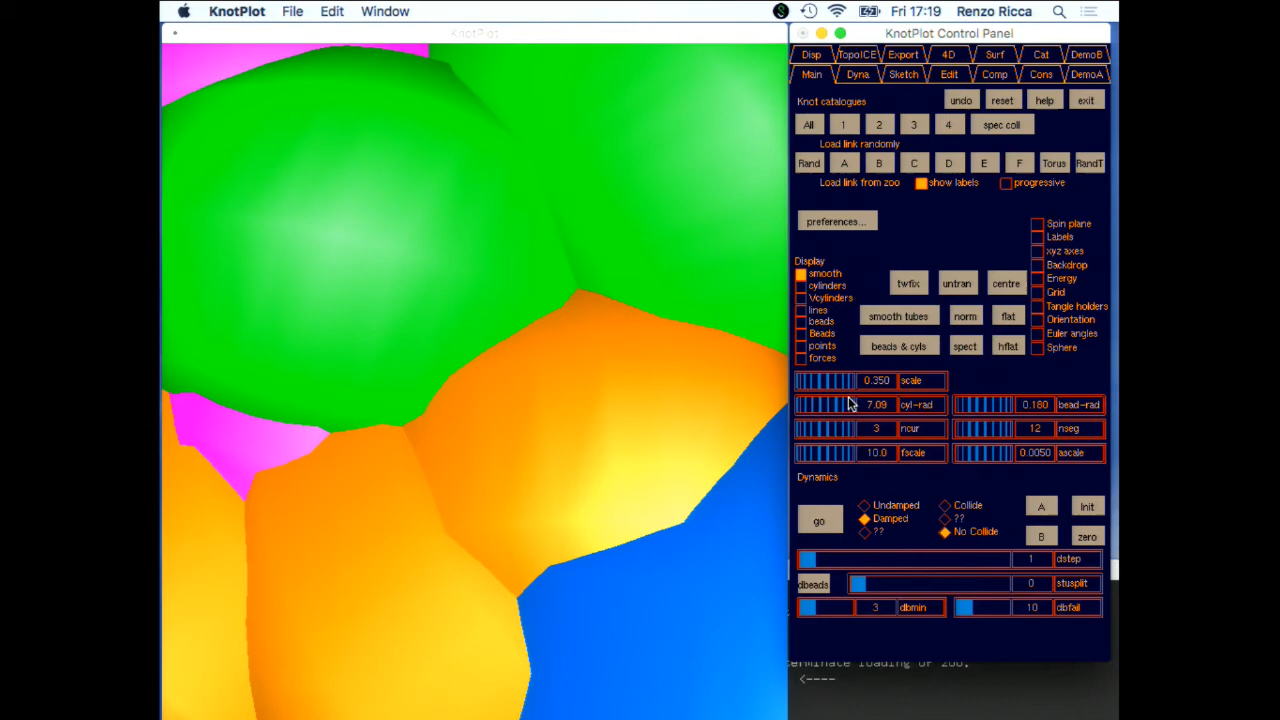 KnotPlot File Edit Window Fri 17:19 Renzo Ricca
KnotPlot
KnotPlot Control Panel
Disp TopoICE Export 4D Surf Cat DemoB
Main Dyna Sketch Edit Comp Cons DemoA
Knot catalogues undo reset help exit
All 1 2 3 4 spec coll
Load link randomly
Rand A B C D E F Torus RandT
Load link from zoo show labels progressive
preferences...
Spin plane
Labels
xyz axes
Backdrop
Energy
Grid
Tangle holders
Orientation
Euler angles
Sphere
Display
smooth
cylinders
Vcylinders
lines
beads
Beads
points
forces
twfix untran centre
smooth tubes norm flat
beads & cyls spect hflat
0.350 scale
7.09 cyl-rad 0.180 bead-rad
3 ncur 12 nseg
10.0 fscale 0.0050 ascale
Dynamics
go
Undamped Collide
Damped ??
?? No Collide
A Init
B zero
1 dstep
dbeads 0 stusplit
3 dbmin 10 dbfail
erminate loading of zoo.
<----